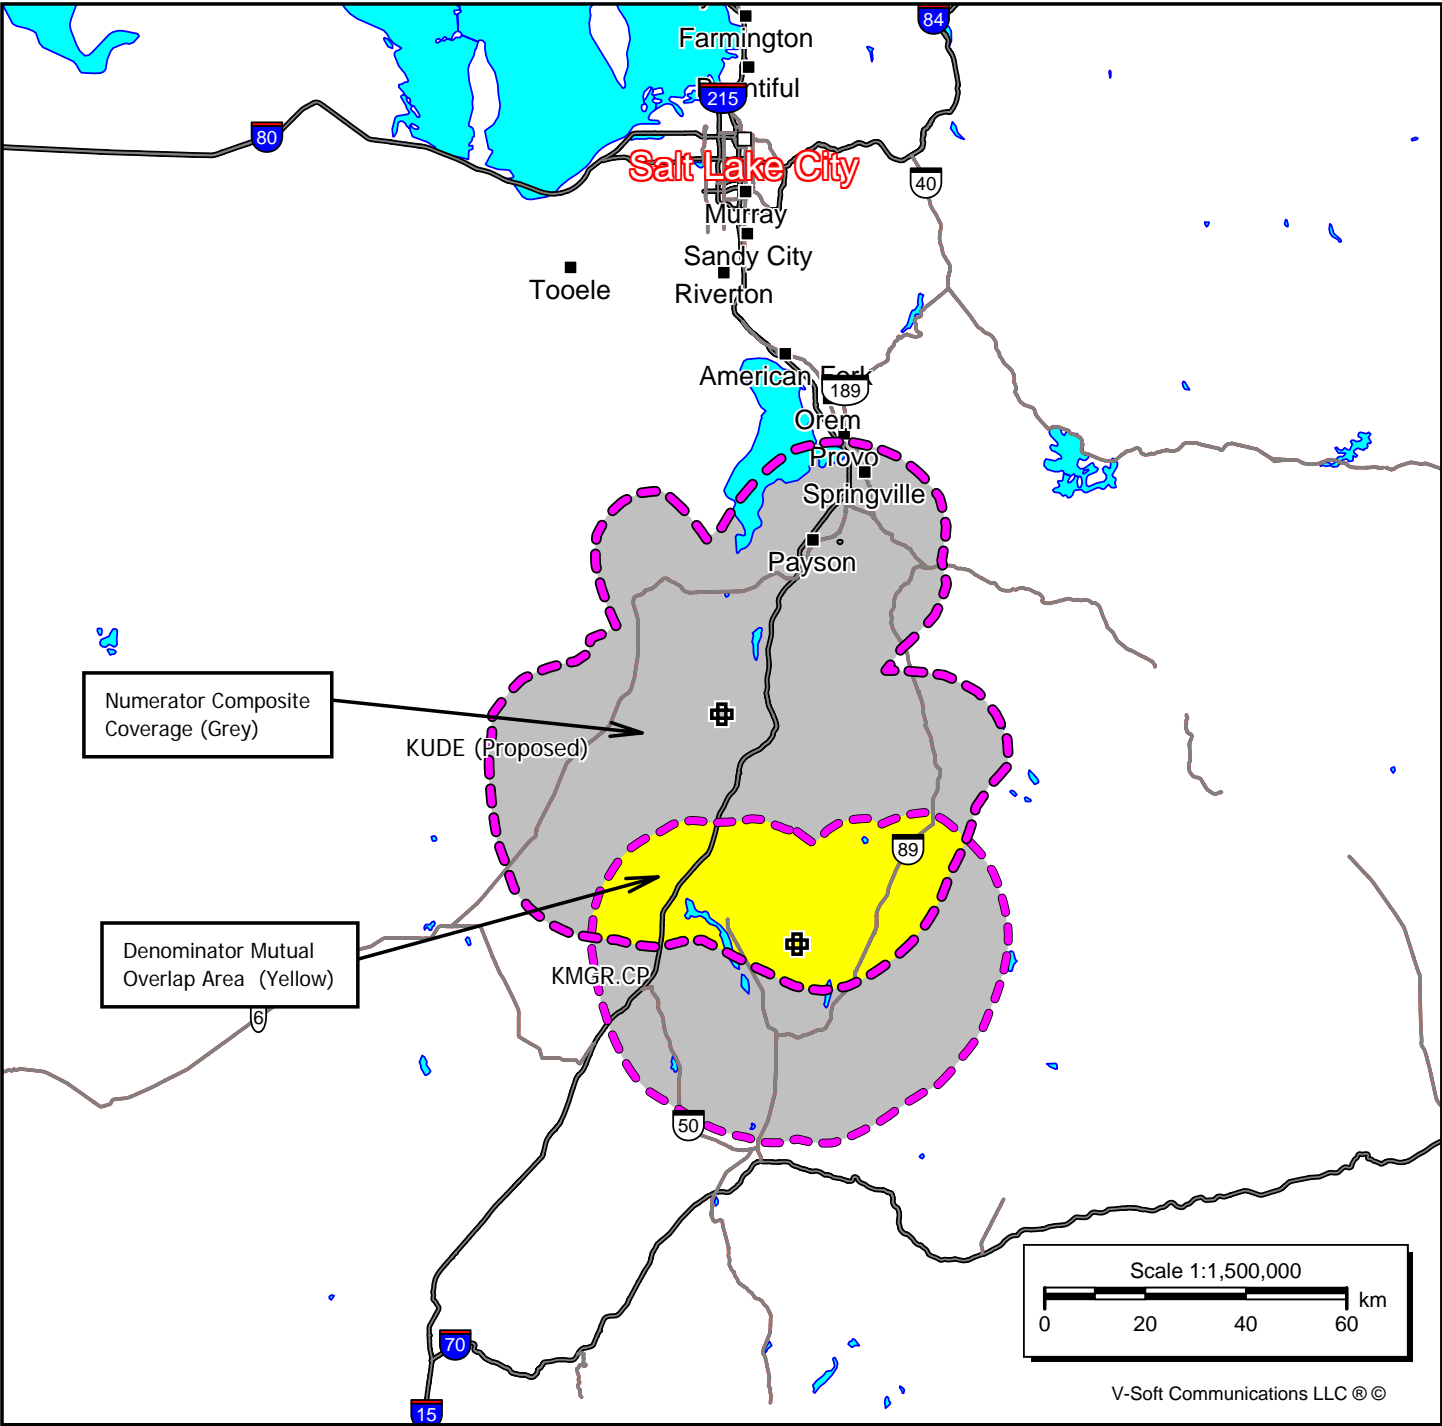 84
Farmington
Bountiful
215
80
Salt Lake City
40
Murray
Sandy City
Tooele
Riverton
American Fork
189
Orem
Provo
Springville
Payson
Numerator Composite
Coverage (Grey)
KUDE (Proposed)
89
Denominator Mutual
Overlap Area (Yellow)
KMGR.CP
6
50
Scale 1:1,500,000
km
0 20 40 60
70
V-Soft Communications LLC ® ©
15